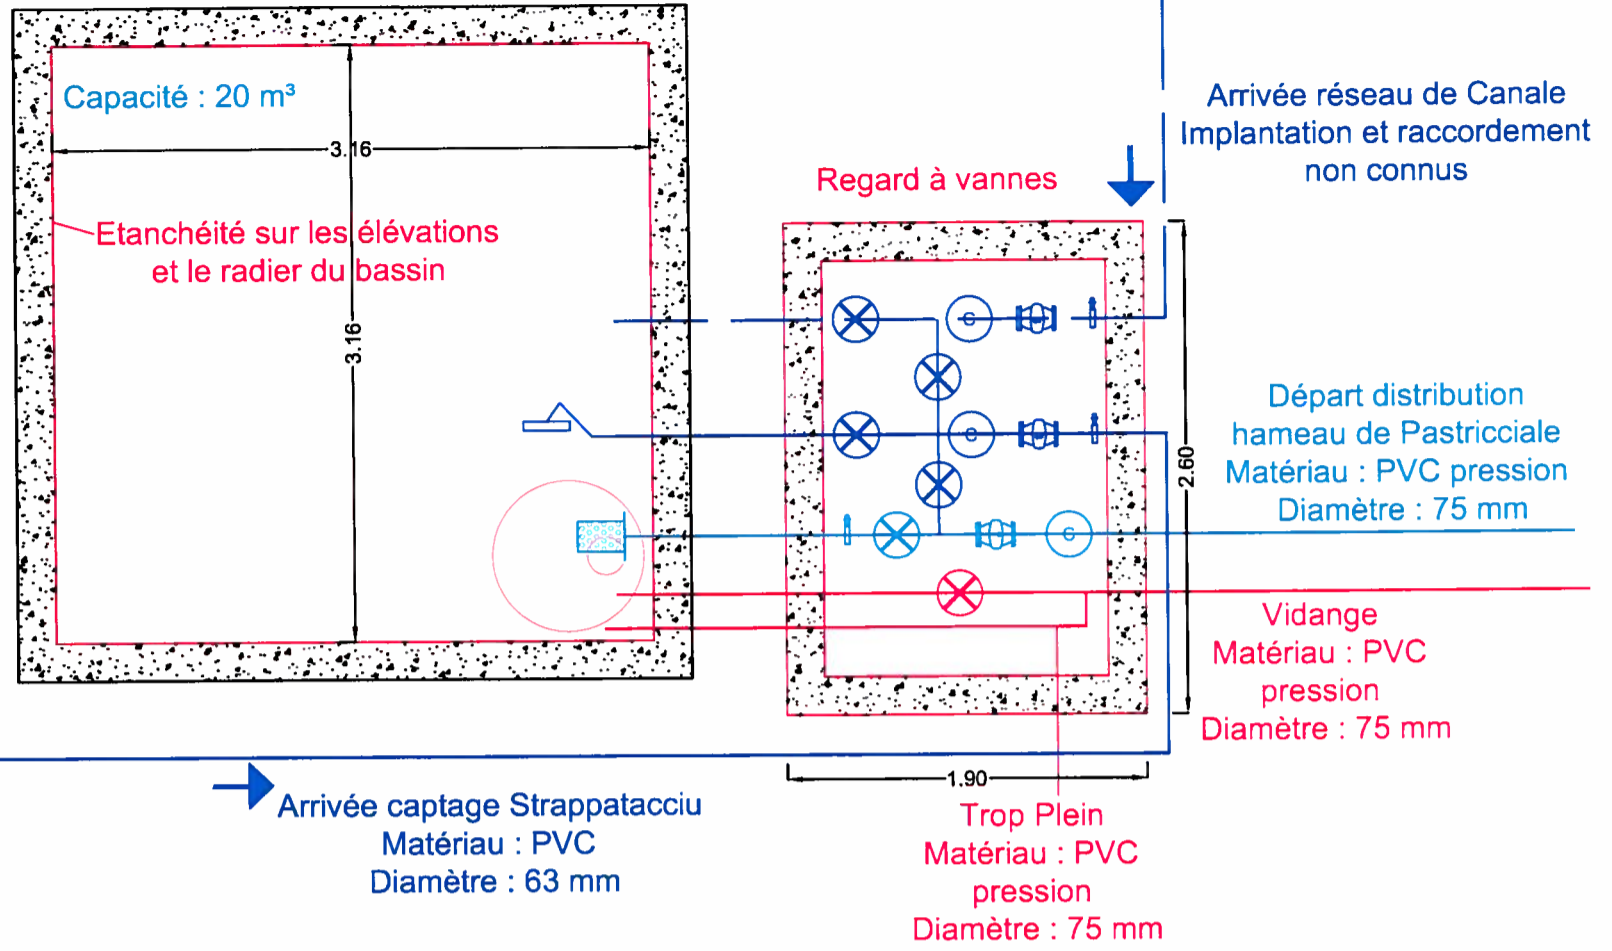 Capacité : 20 m³
3.16
Etanchéité sur les élévations
et le radier du bassin
3.16
Arrivée réseau de Canale
Implantation et raccordement
non connus
Regard à vannes
C
C
C
2.60
Départ distribution
hameau de Pastricciale
Matériau : PVC pression
Diamètre : 75 mm
Vidange
Matériau : PVC
pression
Diamètre : 75 mm
1.90
Arrivée captage Strappatacciu
Matériau : PVC
Diamètre : 63 mm
Trop Plein
Matériau : PVC
pression
Diamètre : 75 mm